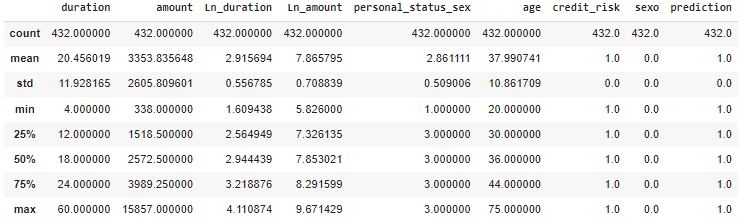 duration amount Ln_duration Ln_amount personal_status_sex age credit_risk sexo prediction
count 432.000000 432.000000 432.000000 432.000000 432.000000 432.000000 432.0 432.0 432.0
mean 20.456019 3353.835648 2.915694 7.865795 2.861111 37.990741 1.0 0.0 1.0
std 11.928165 2605.809601 0.556785 0.708839 0.509006 10.861709 0.0 0.0 0.0
min 4.000000 338.000000 1.609438 5.826000 1.000000 20.000000 1.0 0.0 1.0
25% 12.000000 1518.500000 2.564949 7.326135 3.000000 30.000000 1.0 0.0 1.0
50% 18.000000 2572.500000 2.944439 7.853021 3.000000 36.000000 1.0 0.0 1.0
75% 24.000000 3989.250000 3.218876 8.291599 3.000000 44.000000 1.0 0.0 1.0
max 60.000000 15857.000000 4.110874 9.671429 3.000000 75.000000 1.0 0.0 1.0